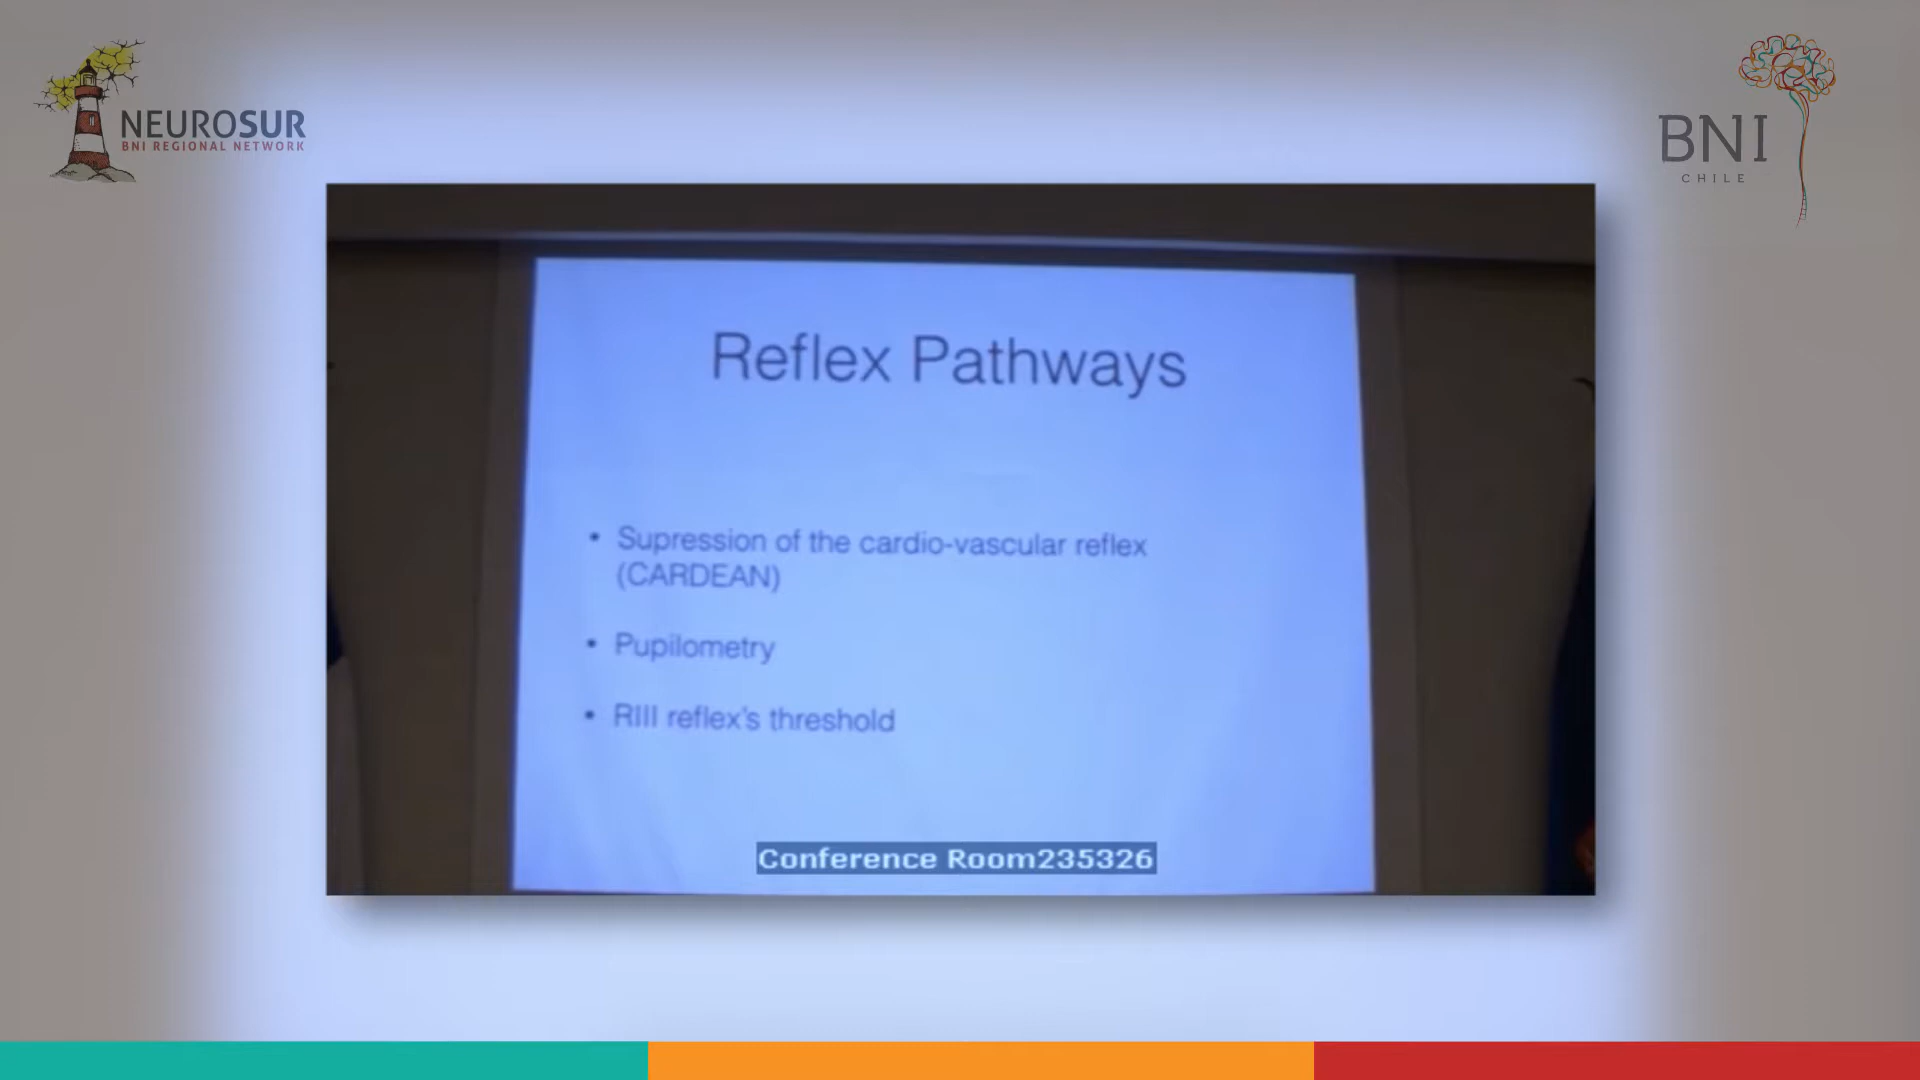 NEUROSUR
BNI REGIONAL NETWORK
BNI
CHILE
Reflex Pathways
• Supression of the cardio-vascular reflex
(CARDEAN)
• Pupilometry
• RIII reflex's threshold
Conference Room235326